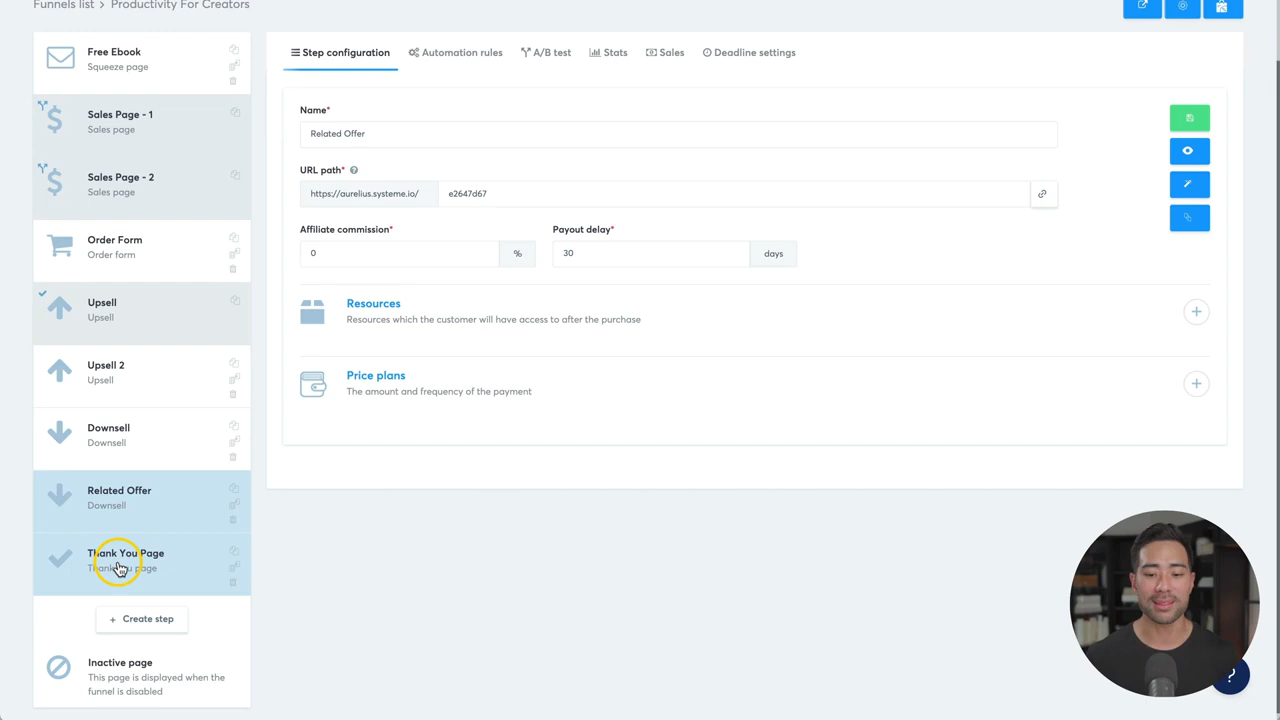 Funnels list > Productivity For Creators
Free Ebook
Squeeze page
Sales Page - 1
Sales page
Sales Page - 2
Sales page
Order Form
Order form
Upsell
Upsell
Upsell 2
Upsell
Downsell
Downsell
Related Offer
Downsell
Thank You Page
Thank you page
+ Create step
Inactive page
This page is displayed when the
funnel is disabled
Step configuration
Automation rules
A/B test
Stats
Sales
Deadline settings
Name*
Related Offer
URL path* ?
https://aurelius.systeme.io/ e2647d67
Affiliate commission* Payout delay*
0 % 30 days
Resources
Resources which the customer will have access to after the purchase
Price plans
The amount and frequency of the payment
?